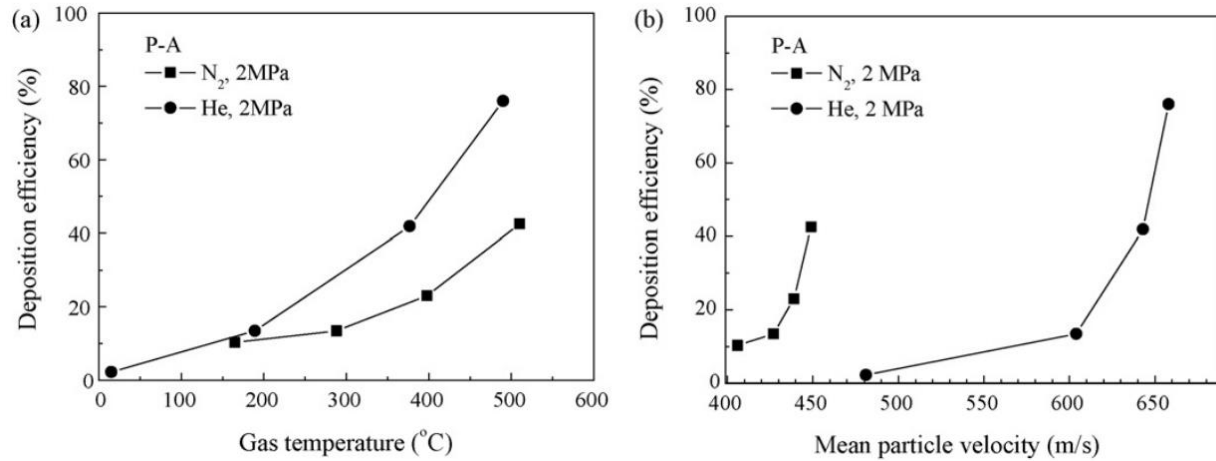 (a)
100
80
60
40
20
0
Deposition efficiency (%)
P-A
N₂, 2MPa
He, 2MPa
0 100 200 300 400 500 600
Gas temperature (°C)
(b)
100
80
60
40
20
0
Deposition efficiency (%)
P-A
N₂, 2 MPa
He, 2 MPa
400 450 500 550 600 650
Mean particle velocity (m/s)